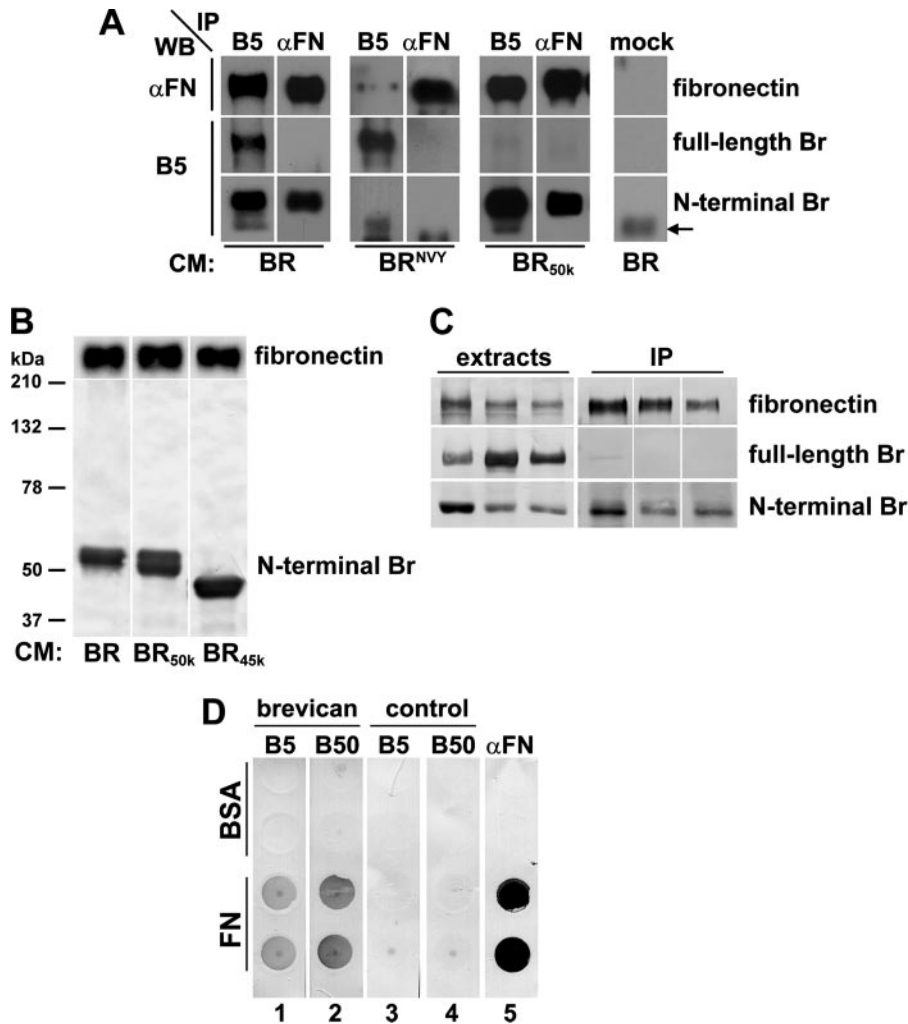 A
IP
WB
B5 αFN B5 αFN B5 αFN mock
αFN
fibronectin
B5
full-length Br
N-terminal Br
CM: BR BR^NVY BR₅₀ₖ BR
B
kDa
fibronectin
210
132
78
50
37
N-terminal Br
CM: BR BR₅₀ₖ BR₄₅ₖ
C
extracts IP
fibronectin
full-length Br
N-terminal Br
D
brevican control
B5 B50 B5 B50 αFN
BSA
FN
1 2 3 4 5